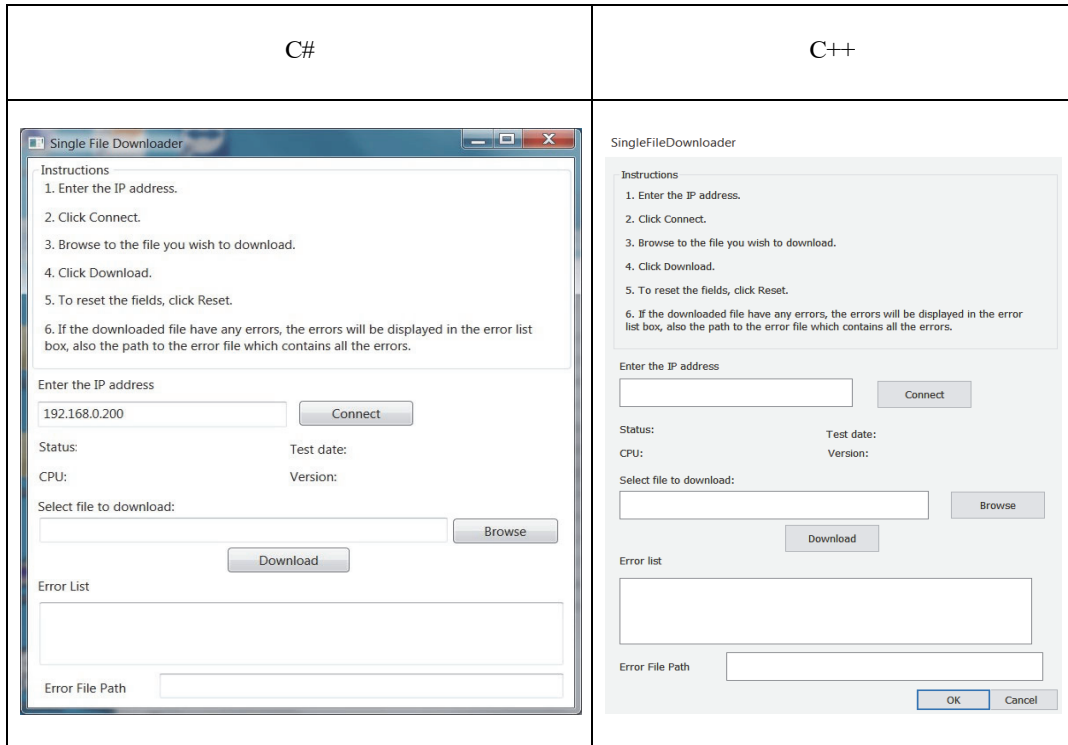 C#
C++
Single File Downloader
Instructions
1. Enter the IP address.
2. Click Connect.
3. Browse to the file you wish to download.
4. Click Download.
5. To reset the fields, click Reset.
6. If the downloaded file have any errors, the errors will be displayed in the error list
box, also the path to the error file which contains all the errors.
Enter the IP address
192.168.0.200
Connect
Status:
Test date:
CPU:
Version:
Select file to download:
Browse
Download
Error List
Error File Path
SingleFileDownloader
Instructions
1. Enter the IP address.
2. Click Connect.
3. Browse to the file you wish to download.
4. Click Download.
5. To reset the fields, click Reset.
6. If the downloaded file have any errors, the errors will be displayed in the error
list box, also the path to the error file which contains all the errors.
Enter the IP address
Connect
Status:
Test date:
CPU:
Version:
Select file to download:
Browse
Download
Error list
Error File Path
OK
Cancel